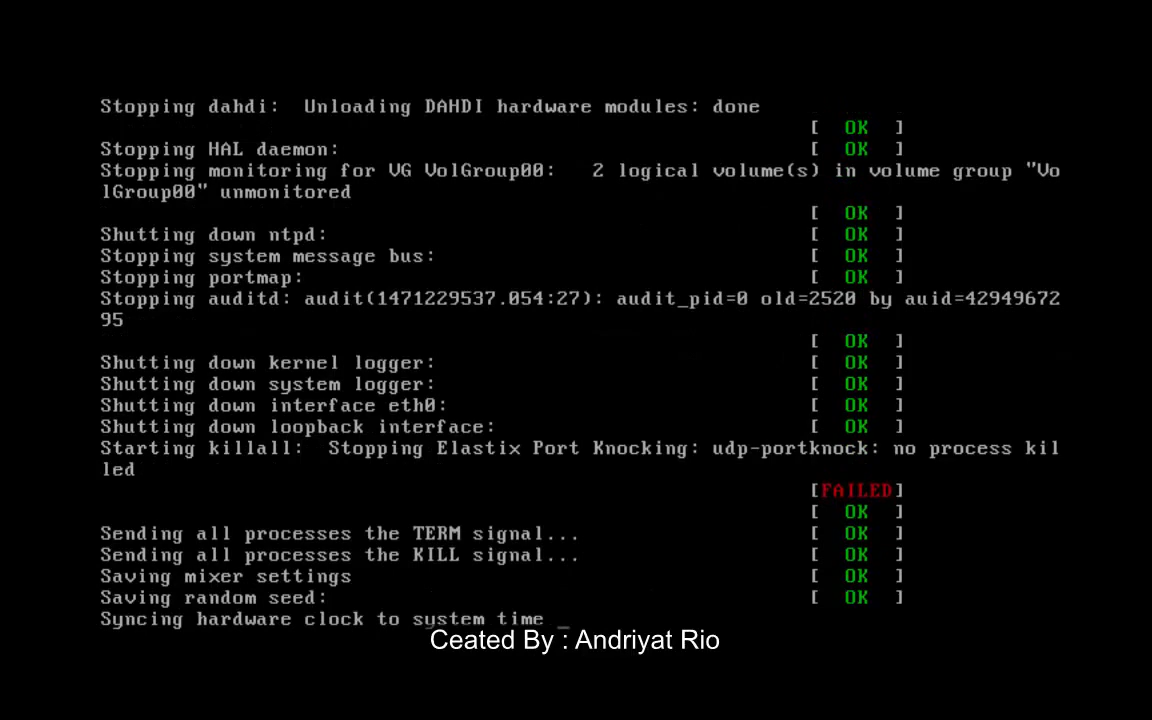 Stopping dahdi:  Unloading DAHDI hardware modules: done
[  OK  ]
Stopping HAL daemon: [  OK  ]
Stopping monitoring for VG VolGroup00:   2 logical volume(s) in volume group "Vo
lGroup00" unmonitored
[  OK  ]
Shutting down ntpd: [  OK  ]
Stopping system message bus: [  OK  ]
Stopping portmap: [  OK  ]
Stopping auditd: audit(1471229537.054:27): audit_pid=0 old=2520 by auid=42949672
95
[  OK  ]
Shutting down kernel logger: [  OK  ]
Shutting down system logger: [  OK  ]
Shutting down interface eth0: [  OK  ]
Shutting down loopback interface: [  OK  ]
Starting killall:  Stopping Elastix Port Knocking: udp-portknock: no process kil
led
[FAILED]
[  OK  ]
Sending all processes the TERM signal... [  OK  ]
Sending all processes the KILL signal... [  OK  ]
Saving mixer settings [  OK  ]
Saving random seed: [  OK  ]
Syncing hardware clock to system time _
Ceated By : Andriyat Rio